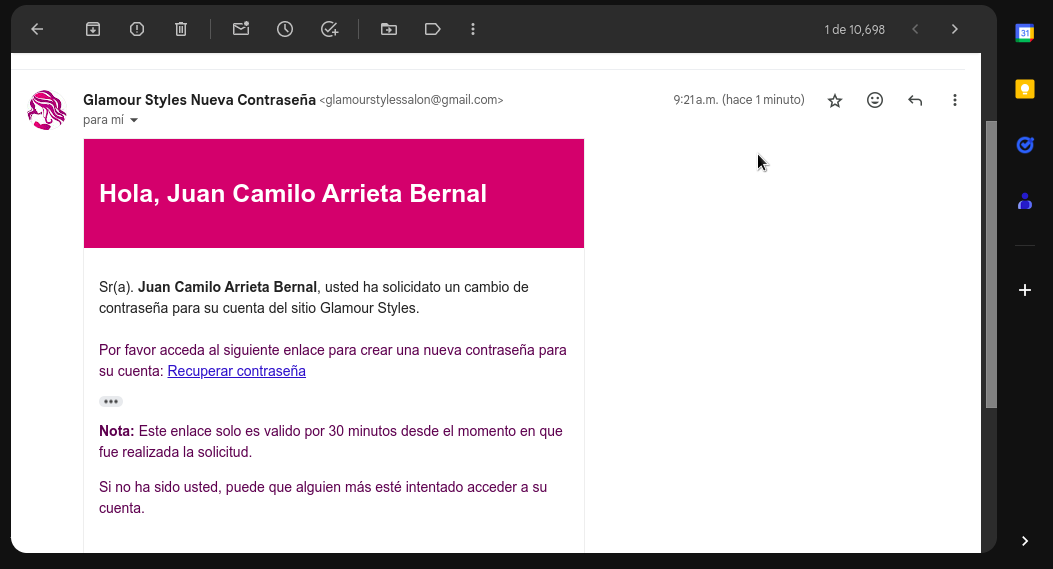 1 de 10,698
31
Glamour Styles Nueva Contraseña <glamourstylessalon@gmail.com>
9:21 a.m. (hace 1 minuto)
para mí
Hola, Juan Camilo Arrieta Bernal
Sr(a). Juan Camilo Arrieta Bernal, usted ha solicidato un cambio de
contraseña para su cuenta del sitio Glamour Styles.
Por favor acceda al siguiente enlace para crear una nueva contraseña para
su cuenta: Recuperar contraseña
Nota: Este enlace solo es valido por 30 minutos desde el momento en que
fue realizada la solicitud.
Si no ha sido usted, puede que alguien más esté intentado acceder a su
cuenta.